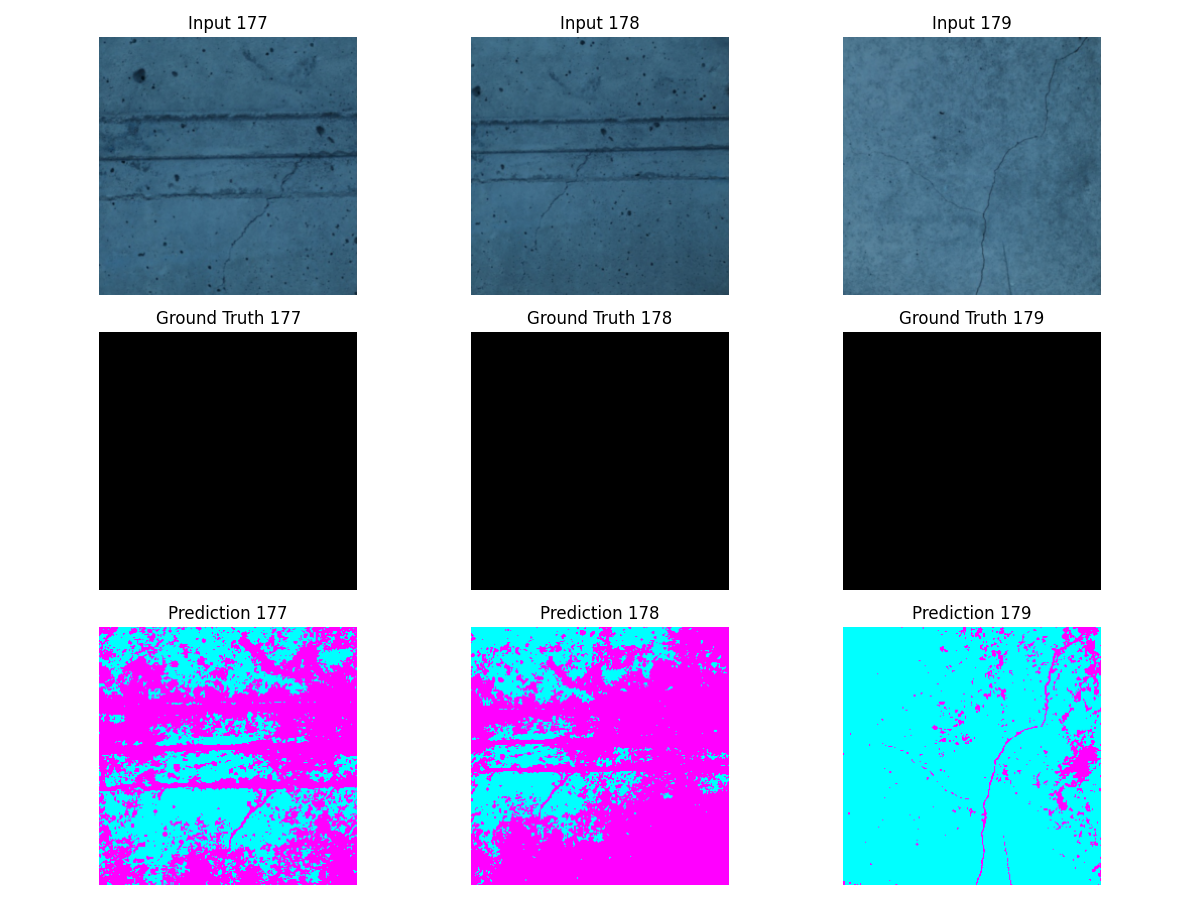 Input 177
Input 178
Input 179
Ground Truth 177
Ground Truth 178
Ground Truth 179
Prediction 177
Prediction 178
Prediction 179